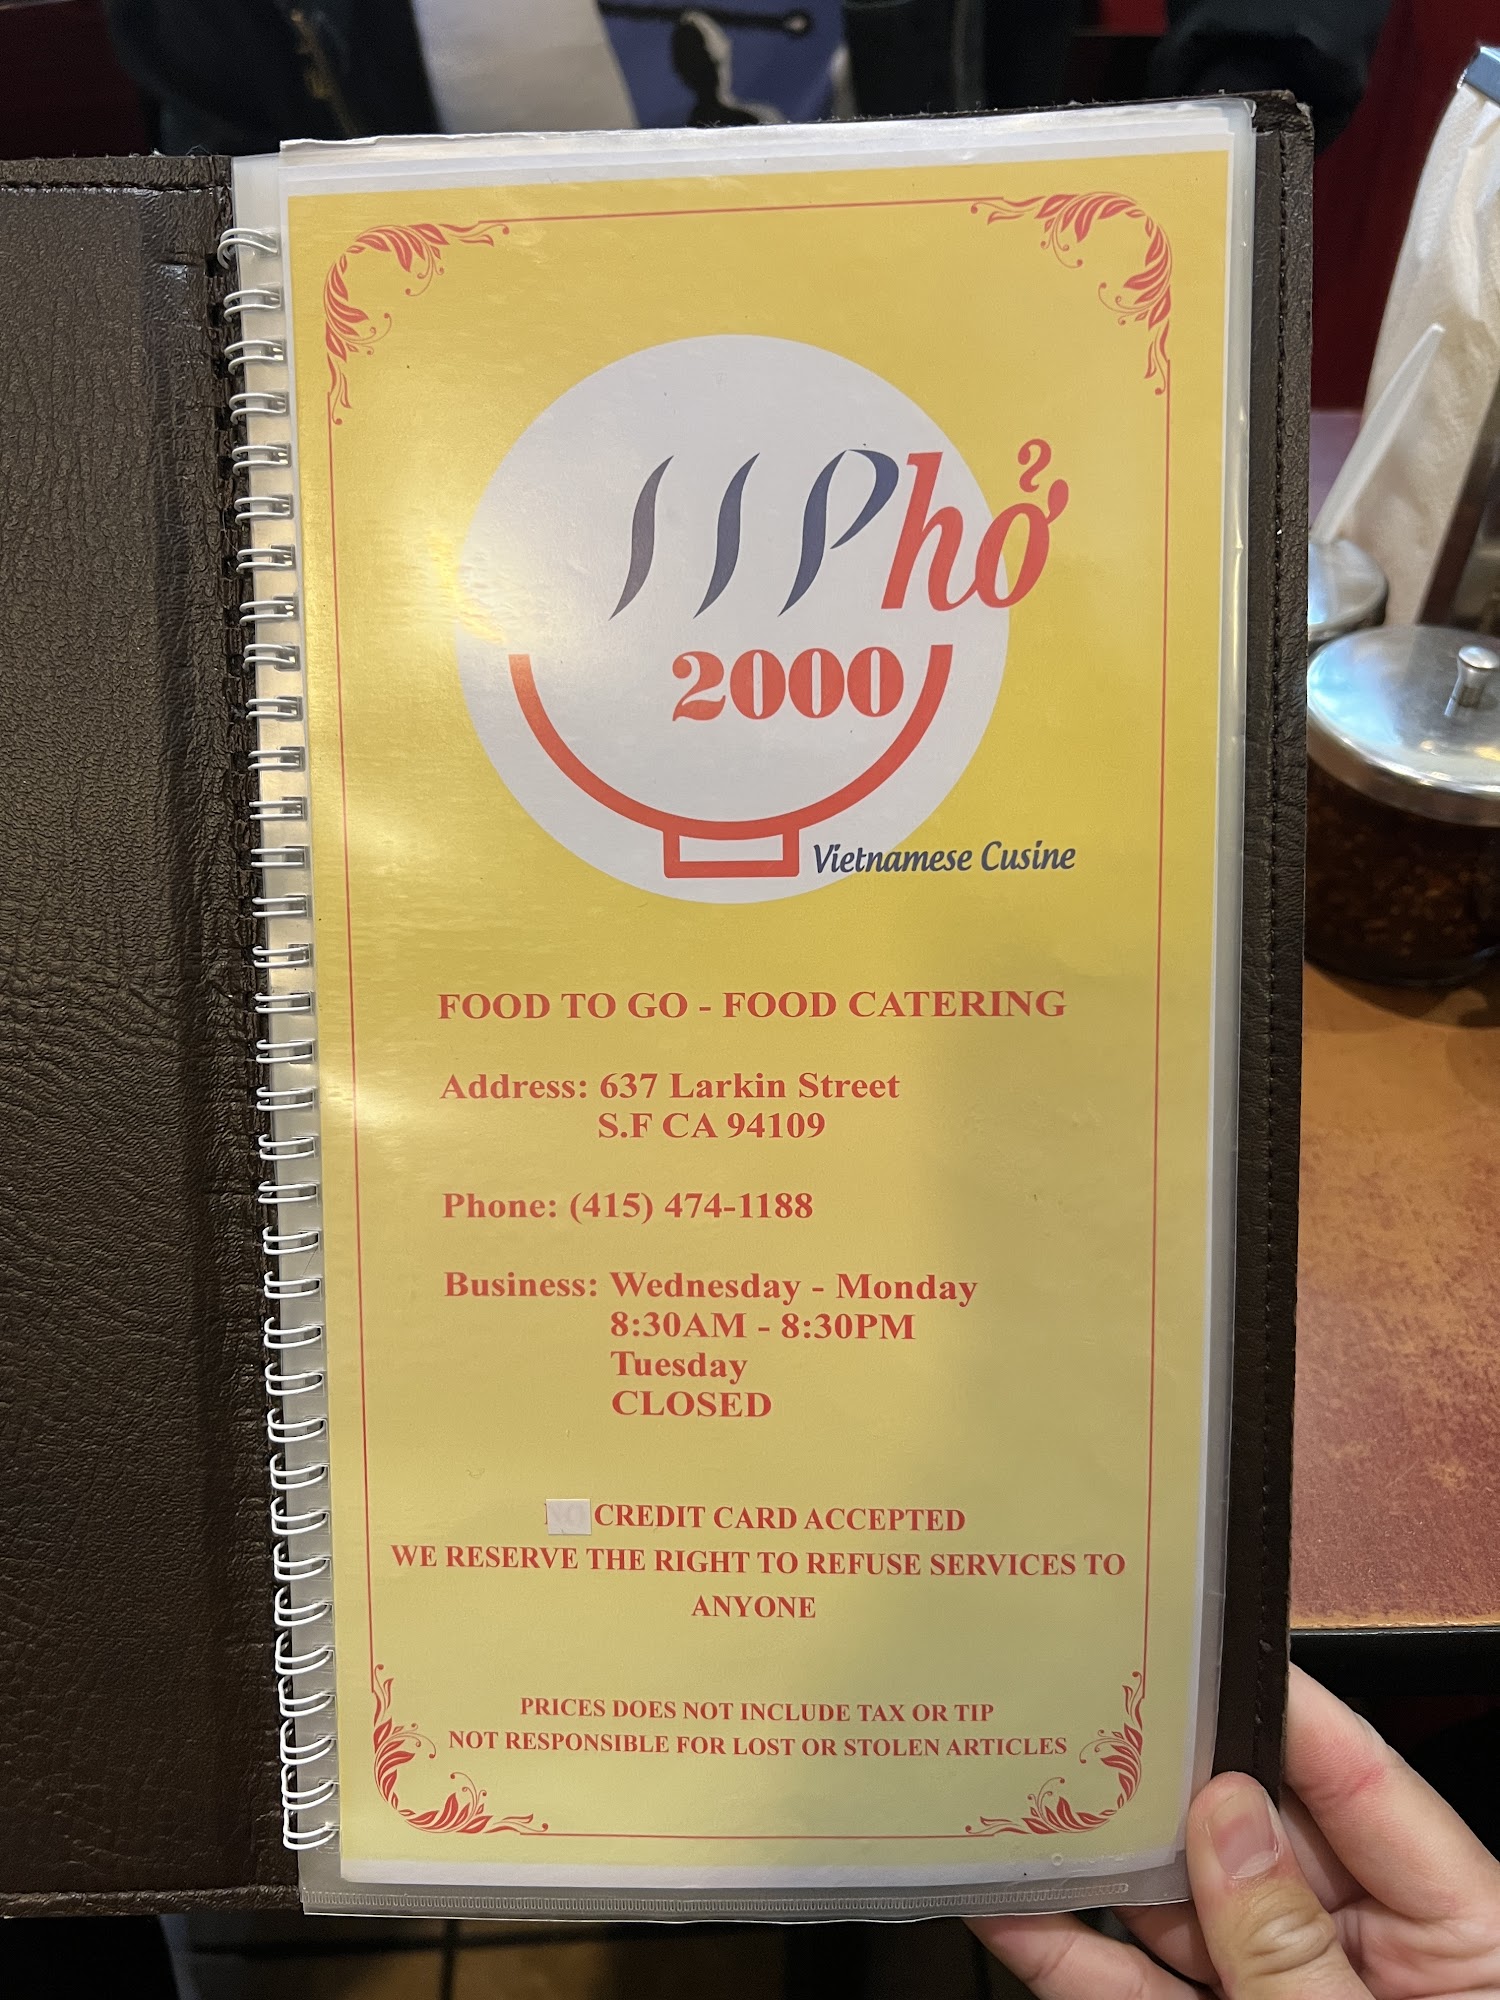 Phở
2000
Vietnamese Cusine
FOOD TO GO - FOOD CATERING
Address: 637 Larkin Street
S.F CA 94109
Phone: (415) 474-1188
Business: Wednesday - Monday
8:30AM - 8:30PM
Tuesday
CLOSED
NO CREDIT CARD ACCEPTED
WE RESERVE THE RIGHT TO REFUSE SERVICES TO
ANYONE
PRICES DOES NOT INCLUDE TAX OR TIP
NOT RESPONSIBLE FOR LOST OR STOLEN ARTICLES